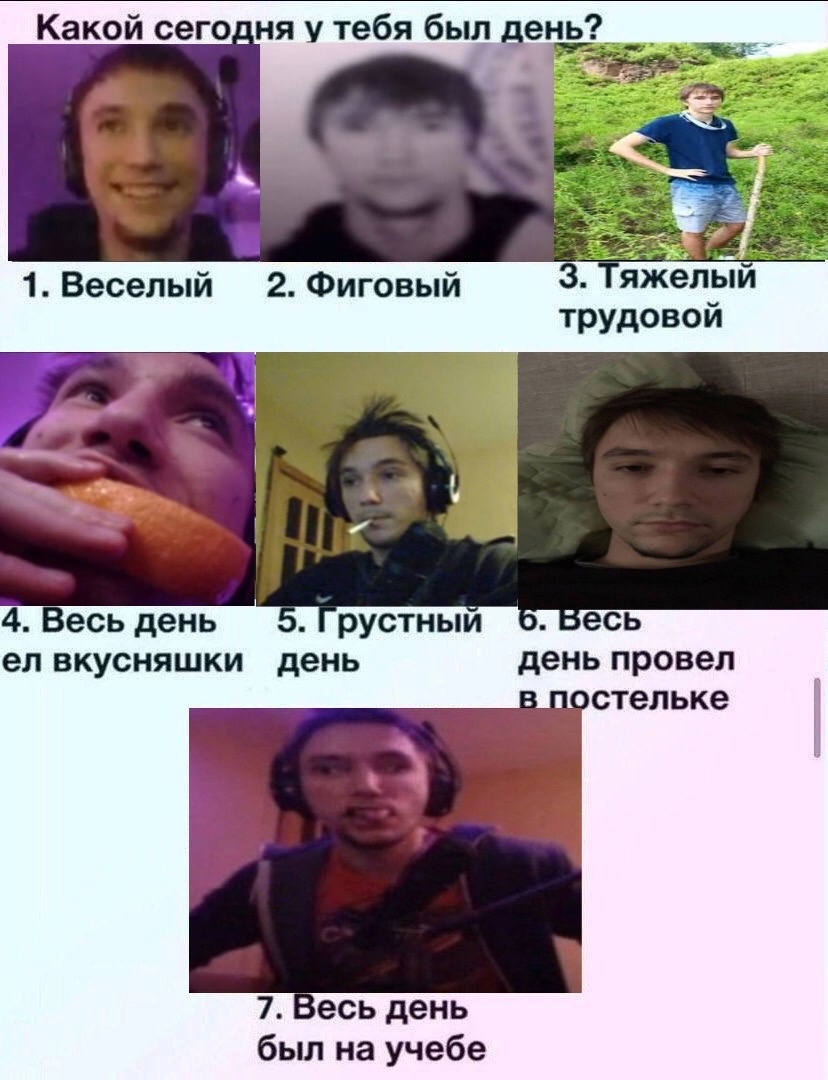 Какой сегодня у тебя был день?
1. Веселый
2. Фиговый
3. Тяжелый
трудовой
4. Весь день
ел вкусняшки
5. Грустный
день
6. Весь
день провел
в постельке
7. Весь день
был на учебе